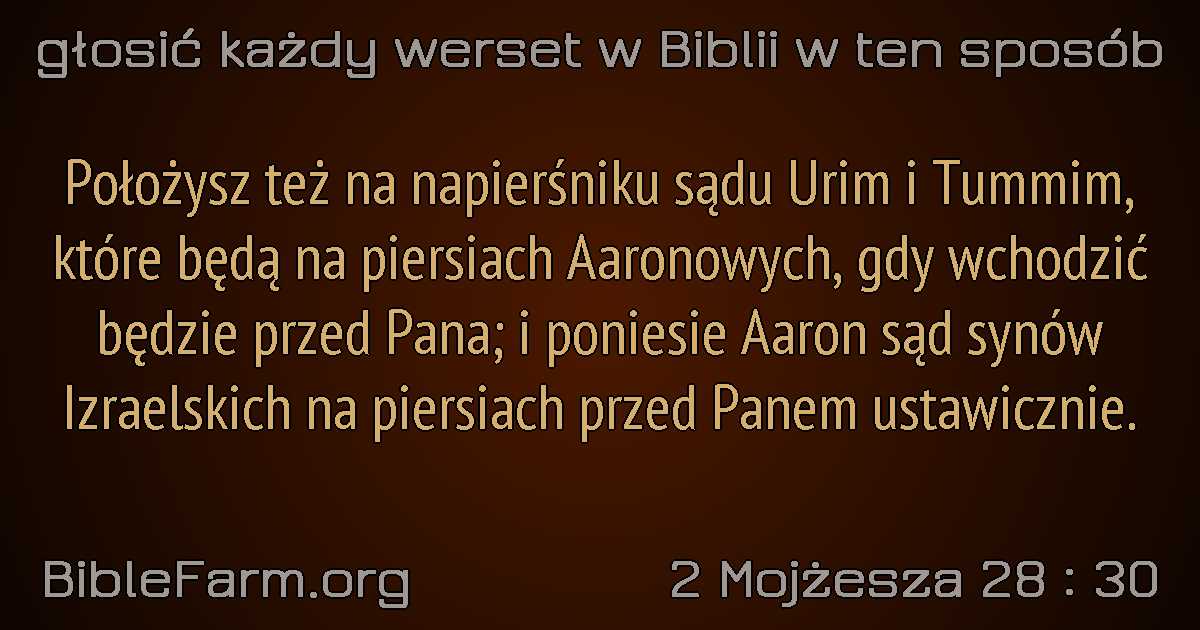 głosić każdy werset w Biblii w ten sposób
Położysz też na napierśniku sądu Urim i Tummim,
które będą na piersiach Aaronowych, gdy wchodzić
będzie przed Pana; i poniesie Aaron sąd synów
Izraelskich na piersiach przed Panem ustawicznie.
BibleFarm.org
2 Mojżesza 28 : 30